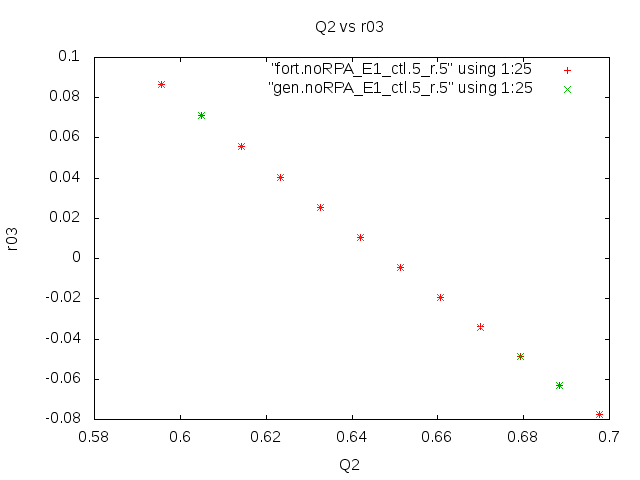 Q2 vs r03
0.1
"fort.noRPA_E1_ctl.5_r.5" using 1:25
"gen.noRPA_E1_ctl.5_r.5" using 1:25
0.08
0.06
0.04
0.02
r03
0
-0.02
-0.04
-0.06
-0.08
0.58 0.6 0.62 0.64 0.66 0.68 0.7
Q2